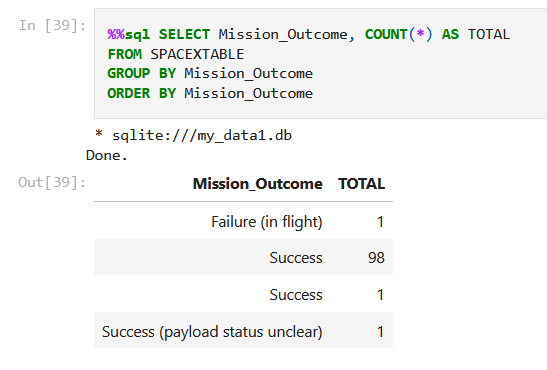 In [39]: %%sql SELECT Mission_Outcome, COUNT(*) AS TOTAL
FROM SPACEXTABLE
GROUP BY Mission_Outcome
ORDER BY Mission_Outcome
* sqlite:///my_data1.db
Done.
Out[39]: Mission_Outcome TOTAL
Failure (in flight) 1
Success 98
Success 1
Success (payload status unclear) 1